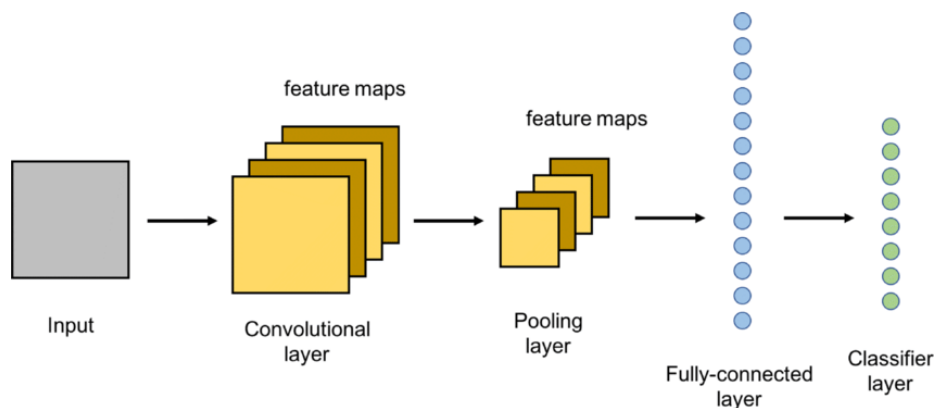 feature maps
feature maps
Input
Convolutional
layer
Pooling
layer
Fully-connected
layer
Classifier
layer